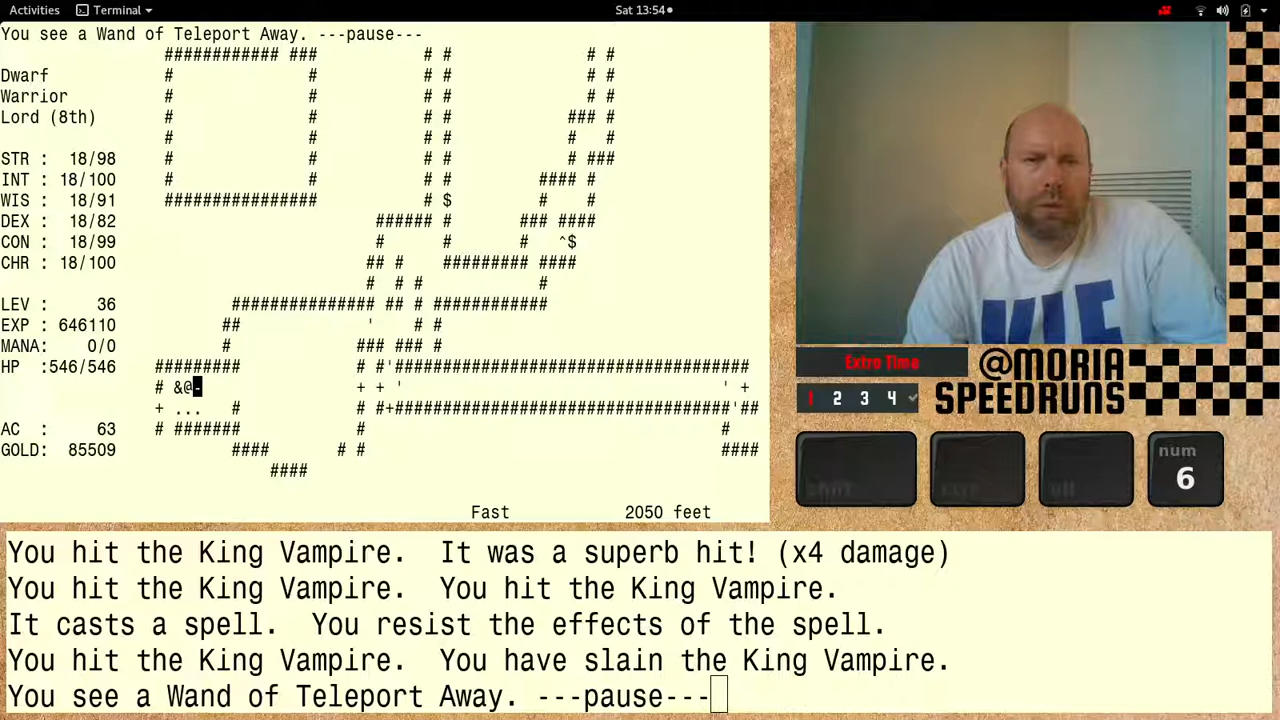 Activities Terminal Sat 13:54
You see a Wand of Teleport Away. ---pause---
############ ### # # # #
Dwarf # # # # # #
Warrior # # # # # #
Lord (8th) # # # # ### #
# # # # # #
STR : 18/98 # # # # # ###
INT : 18/100 # # # # #### #
WIS : 18/91 ################ # $ # #
DEX : 18/82 ###### # ### ####
CON : 18/99 # # # ^$
CHR : 18/100 ## # ######### ####
# # # #
LEV : 36 ############### ## # ############
EXP : 646110 ## ' # #
MANA: 0/0 # ### ### #
HP :546/546 ######### # #'######################################
# &@- + + ' ' +
+ ... # # #+####################################'##
AC : 63 # ####### # #
GOLD: 85509 #### # # ####
####
Fast 2050 feet
Extro Time
1 2 3 4
@MORIA
SPEEDRUNS
shift ctrl alt num
6
You hit the King Vampire. It was a superb hit! (x4 damage)
You hit the King Vampire. You hit the King Vampire.
It casts a spell. You resist the effects of the spell.
You hit the King Vampire. You have slain the King Vampire.
You see a Wand of Teleport Away. ---pause---